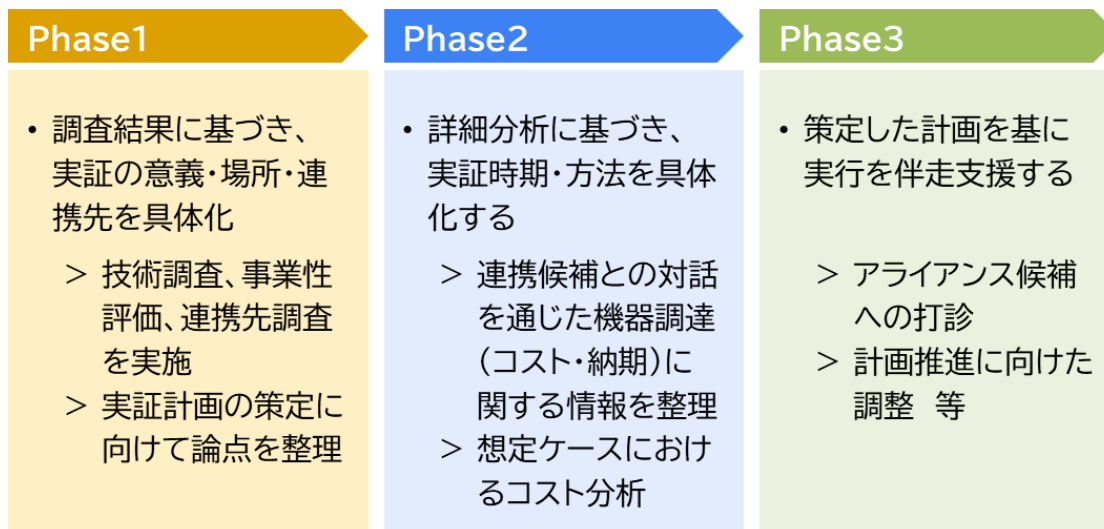 Phase1
・調査結果に基づき、
実証の意義・場所・連
携先を具体化
> 技術調査、事業性
評価、連携先調査
を実施
> 実証計画の策定に
向けて論点を整理
Phase2
・詳細分析に基づき、
実証時期・方法を具体
化する
> 連携候補との対話
を通じた機器調達
（コスト・納期）に
関する情報を整理
> 想定ケースにおけ
るコスト分析
Phase3
・策定した計画を基に
実行を伴走支援する
> アライアンス候補
への打診
> 計画推進に向けた
調整　等